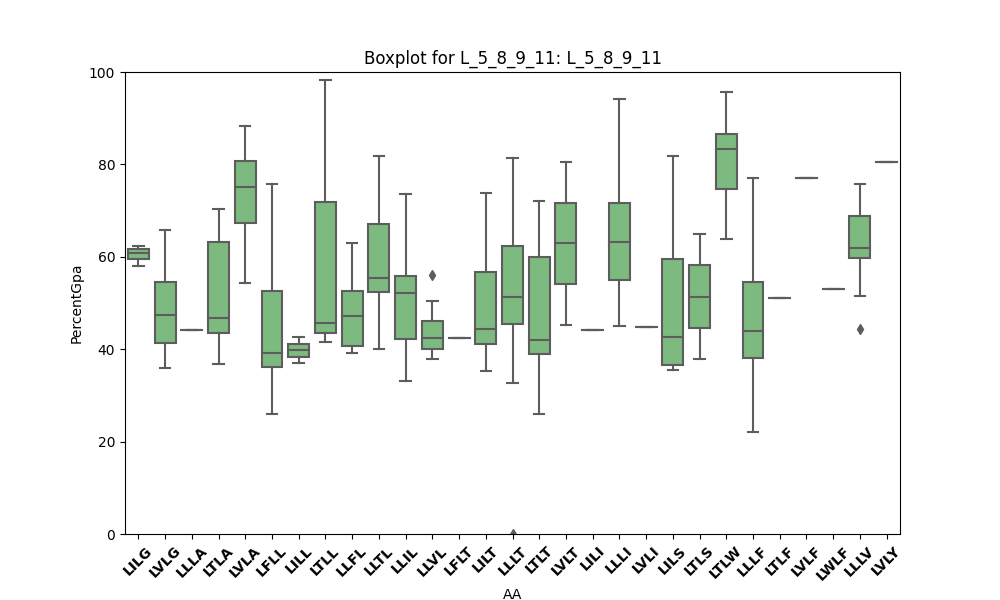 Boxplot for L_5_8_9_11: L_5_8_9_11
PercentGpa
100
80
60
40
20
0
LILG LVLG LLLA LTLA LVLA LFLL LILL LTLL LLFL LLTL LLIL LLVL LFLT LILT LLLT LTLT LVLT LILI LLLI LVLI LILS LTLS LTLW LLLF LTLF LVLF LWLF LLLV LVLY
AA